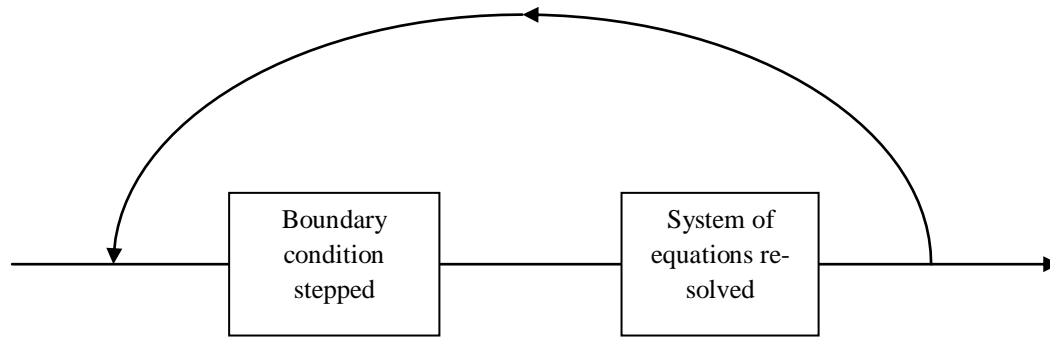 Boundary
condition
stepped
System of
equations re-
solved